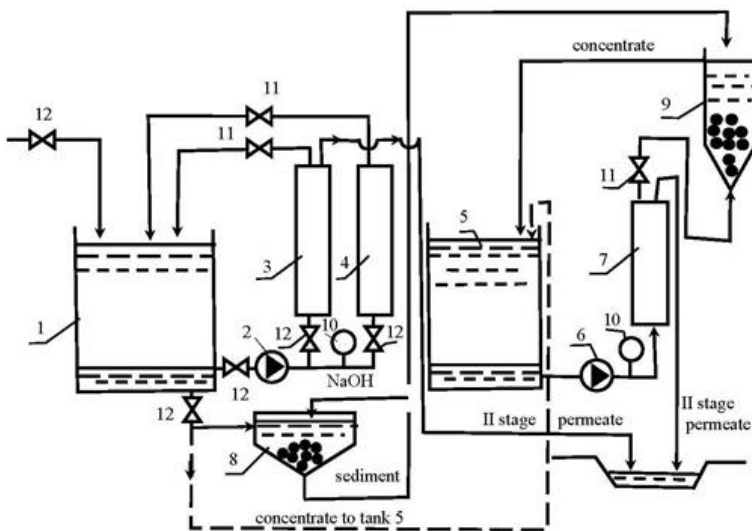 concentrate
11
12
11
9
11
5
3
4
7
1
2
12
10
12
10
6
NaOH
12
12
II stage
permeate
II stage
permeate
8
sediment
concentrate to tank 5